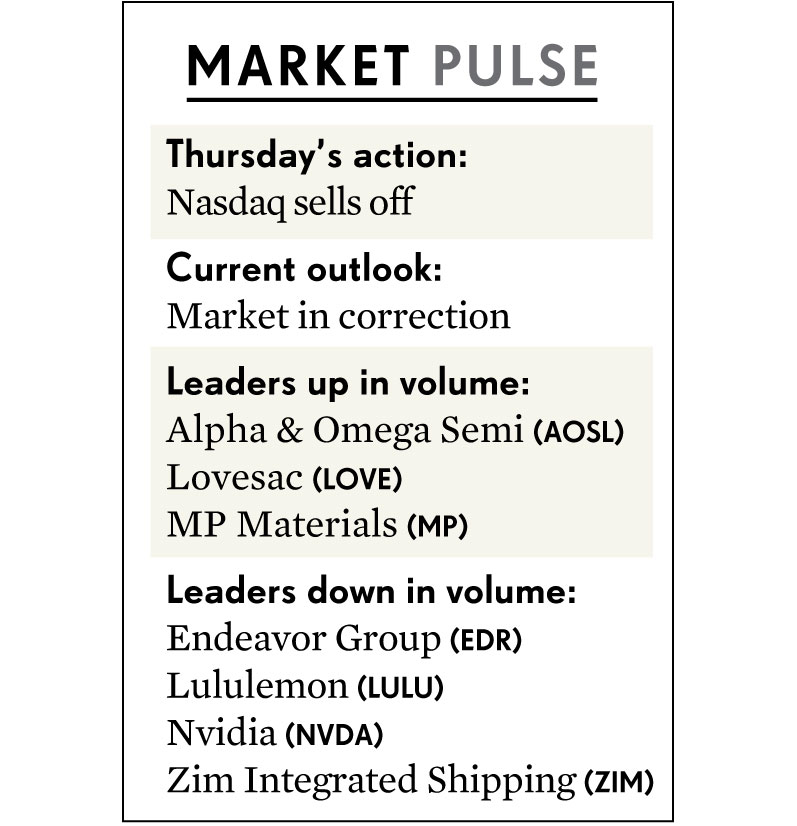 MARKET PULSE
Thursday’s action:
Nasdaq sells off
Current outlook:
Market in correction
Leaders up in volume:
Alpha & Omega Semi (AOSL)
Lovesac (LOVE)
MP Materials (MP)
Leaders down in volume:
Endeavor Group (EDR)
Lululemon (LULU)
Nvidia (NVDA)
Zim Integrated Shipping (ZIM)